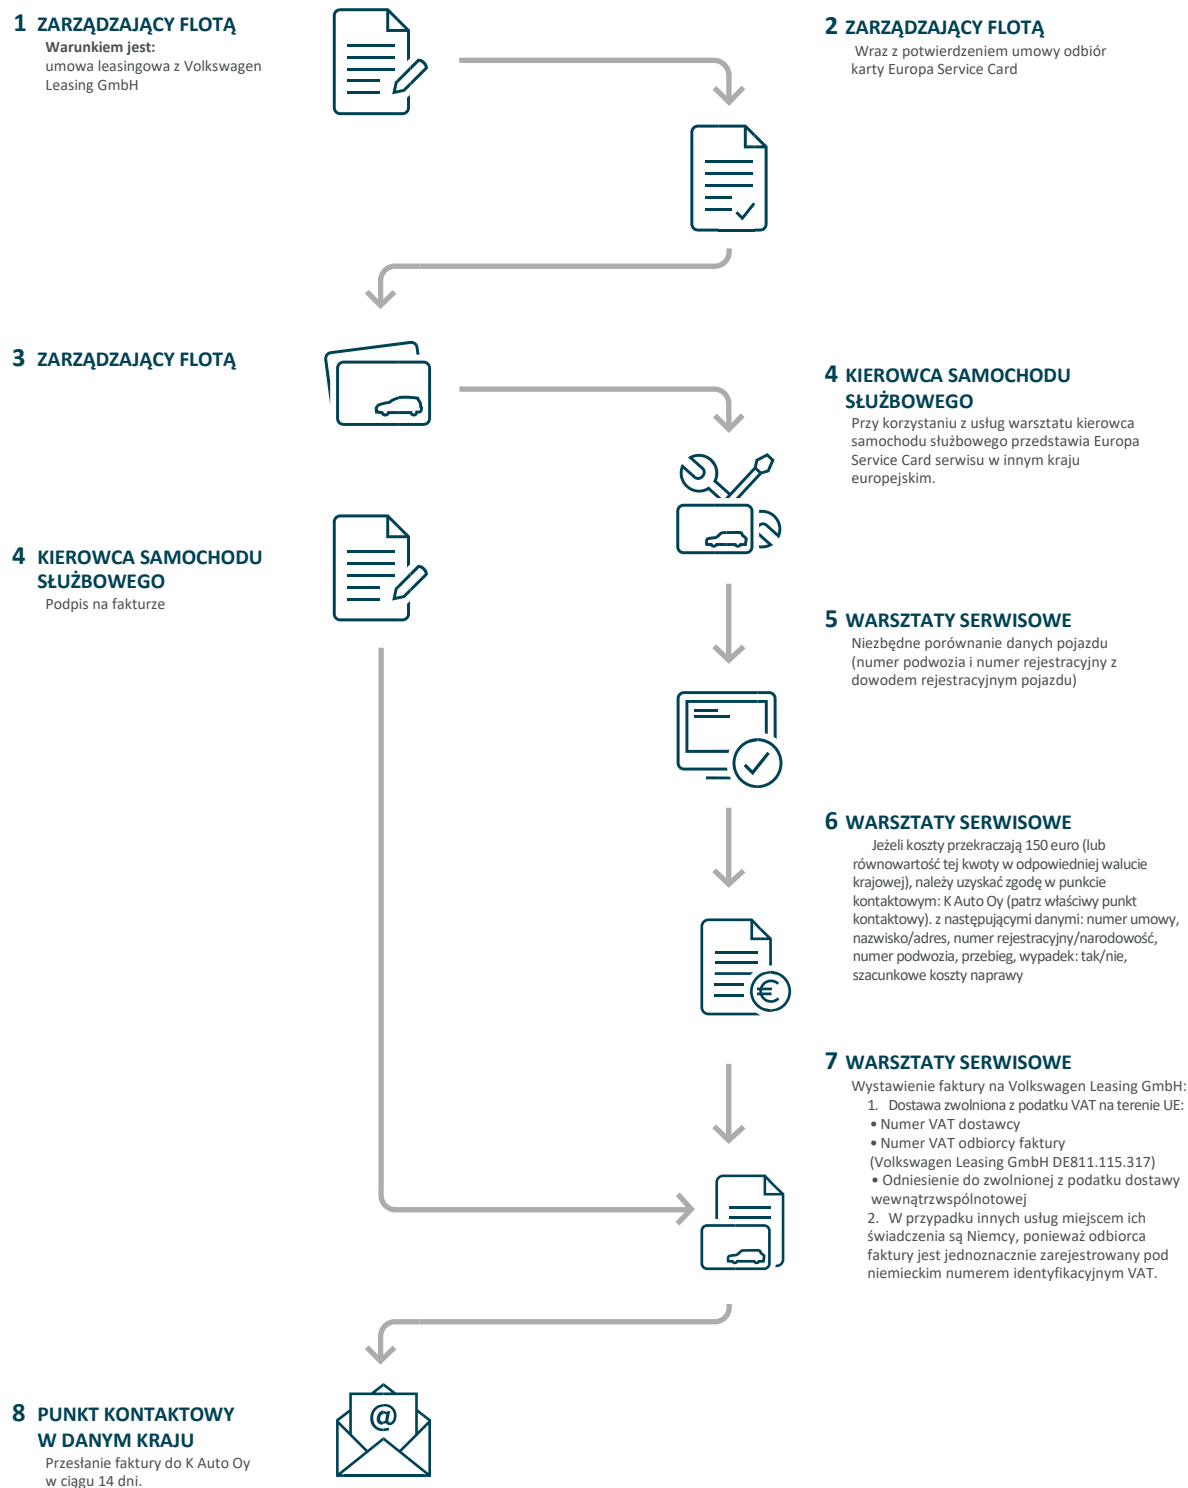 1 ZARZĄDZAJĄCY FLOTĄ
Warunkiem jest:
umowa leasingowa z Volkswagen
Leasing GmbH
2 ZARZĄDZAJĄCY FLOTĄ
Wraz z potwierdzeniem umowy odbiór
karty Europa Service Card
3 ZARZĄDZAJĄCY FLOTĄ
4 KIEROWCA SAMOCHODU
SŁUŻBOWEGO
Przy korzystaniu z usług warsztatu kierowca
samochodu służbowego przedstawia Europa
Service Card serwisu w innym kraju
europejskim.
4 KIEROWCA SAMOCHODU
SŁUŻBOWEGO
Podpis na fakturze
5 WARSZTATY SERWISOWE
Niezbędne porównanie danych pojazdu
(numer podwozia i numer rejestracyjny z
dowodem rejestracyjnym pojazdu)
6 WARSZTATY SERWISOWE
Jeżeli koszty przekraczają 150 euro (lub
równowartość tej kwoty w odpowiedniej walucie
krajowej), należy uzyskać zgodę w punkcie
kontaktowym: K Auto Oy (patrz właściwy punkt
kontaktowy). z następującymi danymi: numer umowy,
nazwisko/adres, numer rejestracyjny/narodowość,
numer podwozia, przebieg, wypadek: tak/nie,
szacunkowe koszty naprawy
€
7 WARSZTATY SERWISOWE
Wystawienie faktury na Volkswagen Leasing GmbH:
1. Dostawa zwolniona z podatku VAT na terenie UE:
• Numer VAT dostawcy
• Numer VAT odbiorcy faktury
(Volkswagen Leasing GmbH DE811.115.317)
• Odniesienie do zwolnionej z podatku dostawy
wewnątrzwspólnotowej
2. W przypadku innych usług miejscem ich
świadczenia są Niemcy, ponieważ odbiorca
faktury jest jednoznacznie zarejestrowany pod
niemieckim numerem identyfikacyjnym VAT.
@
8 PUNKT KONTAKTOWY
W DANYM KRAJU
Przesłanie faktury do K Auto Oy
w ciągu 14 dni.